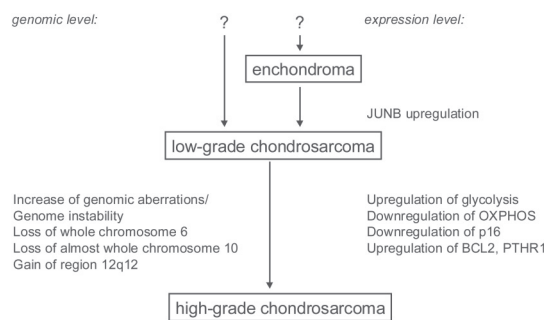 genomic level:
?
?
expression level:
enchondroma
JUNB upregulation
low-grade chondrosarcoma
Increase of genomic aberrations/
Genome instability
Loss of whole chromosome 6
Loss of almost whole chromosome 10
Gain of region 12q12
Upregulation of glycolysis
Downregulation of OXPHOS
Downregulation of p16
Upregulation of BCL2, PTHR1
high-grade chondrosarcoma